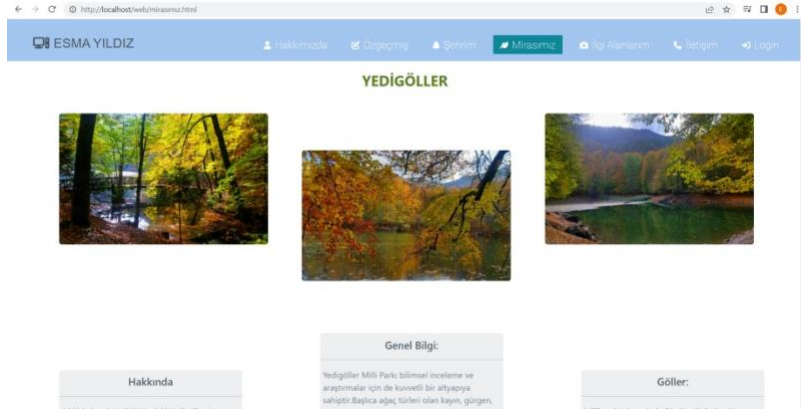 http://localhost/web/mirasımız.html
ESMA YILDIZ
Hakkımızda Özgeçmiş Şehrim Mirasımız İlgi Alanlarım İletişim Login
YEDİGÖLLER
Genel Bilgi:
Yedigöller Milli Parkı bilimsel inceleme ve
araştırmalar için de kuvvetli bir altyapıya
sahiptir.Başlıca ağaç türleri olan kayın, gürgen,
Hakkında
Göller: